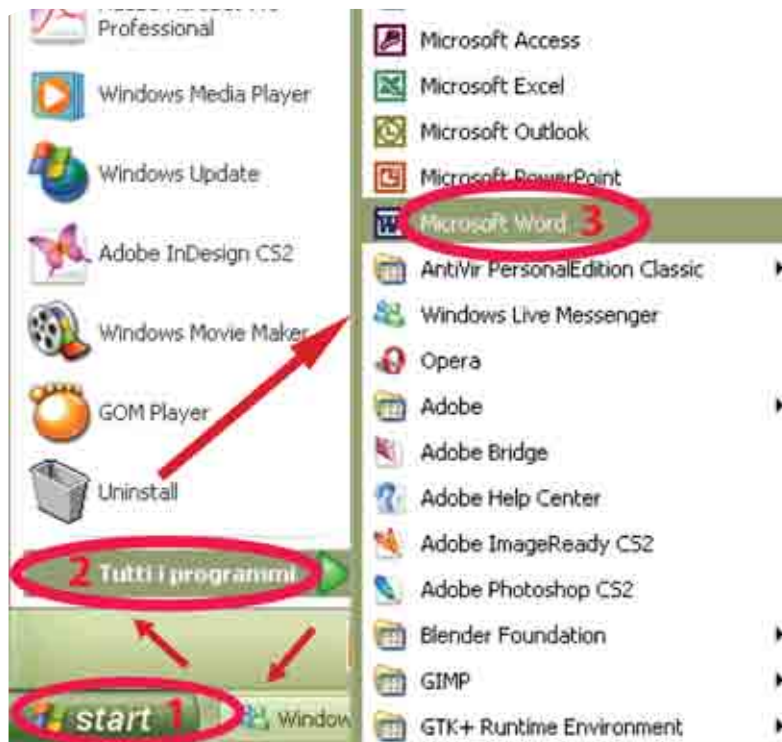 Professional
Windows Media Player
Windows Update
Adobe InDesign CS2
Windows Movie Maker
GOM Player
Uninstall
2 Tutti i programmi
start 1
Window
Microsoft Access
Microsoft Excel
Microsoft Outlook
Microsoft PowerPoint
Microsoft Word 3
AntiVir PersonalEdition Classic
Windows Live Messenger
Opera
Adobe
Adobe Bridge
Adobe Help Center
Adobe ImageReady CS2
Adobe Photoshop CS2
Blender Foundation
GIMP
GTK+ Runtime Environment